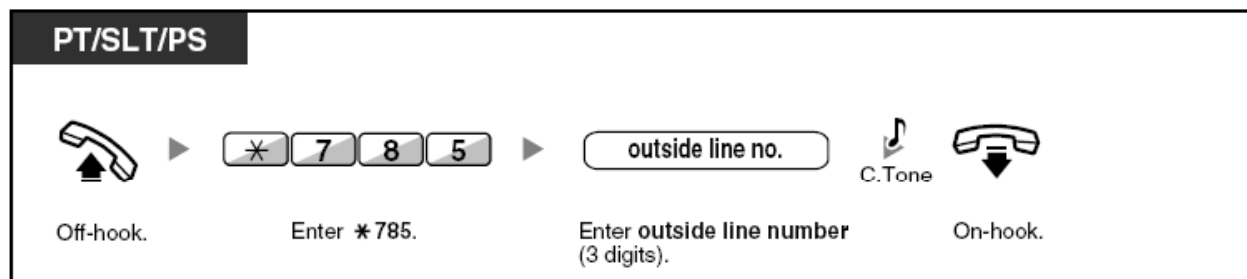 PT/SLT/PS
* 7 8 5
outside line no.
C.Tone
Off-hook.
Enter *785.
Enter outside line number
(3 digits).
On-hook.